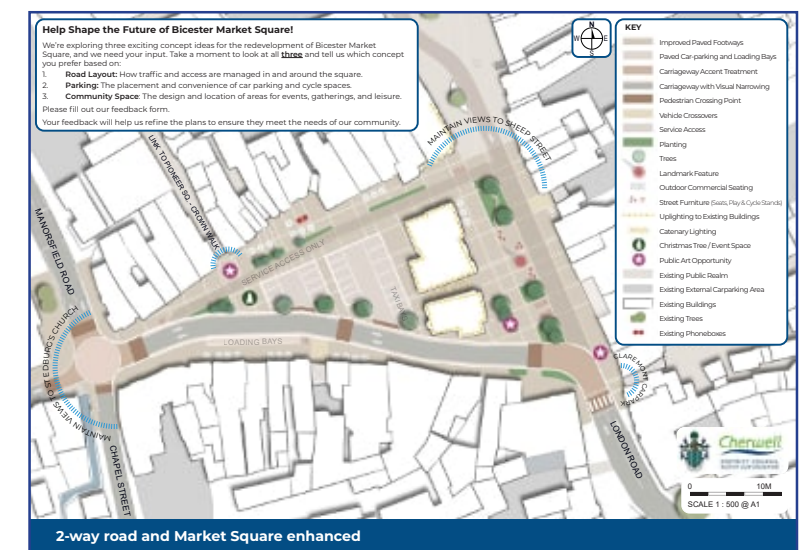 Help Shape the Future of Bicester Market Square!
We're exploring three exciting concept ideas for the redevelopment of Bicester Market
Square, and we need your input. Take a moment to look at all three and tell us which concept
you prefer based on:
1. Road Layout: How traffic and access are managed in and around the square.
2. Parking: The placement and convenience of car parking and cycle spaces.
3. Community Space: The design and location of areas for events, gatherings, and leisure.
Please fill out our feedback form.
Your feedback will help us refine the plans to ensure they meet the needs of our community.
N
W E
S
KEY
Improved Paved Footways
Paved Car-parking and Loading Bays
Carriageway Accent Treatment
Carriageway with Visual Narrowing
Pedestrian Crossing Point
Vehicle Crossovers
Service Access
Planting
Trees
Landmark Feature
Outdoor Commercial Seating
Street Furniture (Seats, Play & Cycle Stands)
Uplighting to Existing Buildings
Catenary Lighting
Christmas Tree / Event Space
Public Art Opportunity
Existing Public Realm
Existing External Carparking Area
Existing Buildings
Existing Trees
Existing Phoneboxes
MAINTAIN VIEWS TO SHEEP STREET
LINK TO PIONEER SQ. - CROWN WALK
MANORSFIELD ROAD
SERVICE ACCESS ONLY
TAXI BAY
LOADING BAYS
MAINTAIN VIEWS TO ST EDBURG'S CHURCH
CHAPEL STREET
CLAREMONT CARPARK
LONDON ROAD
Cherwell
DISTRICT COUNCIL
NORTH OXFORDSHIRE
0 10M
SCALE 1 : 500 @ A1
2-way road and Market Square enhanced